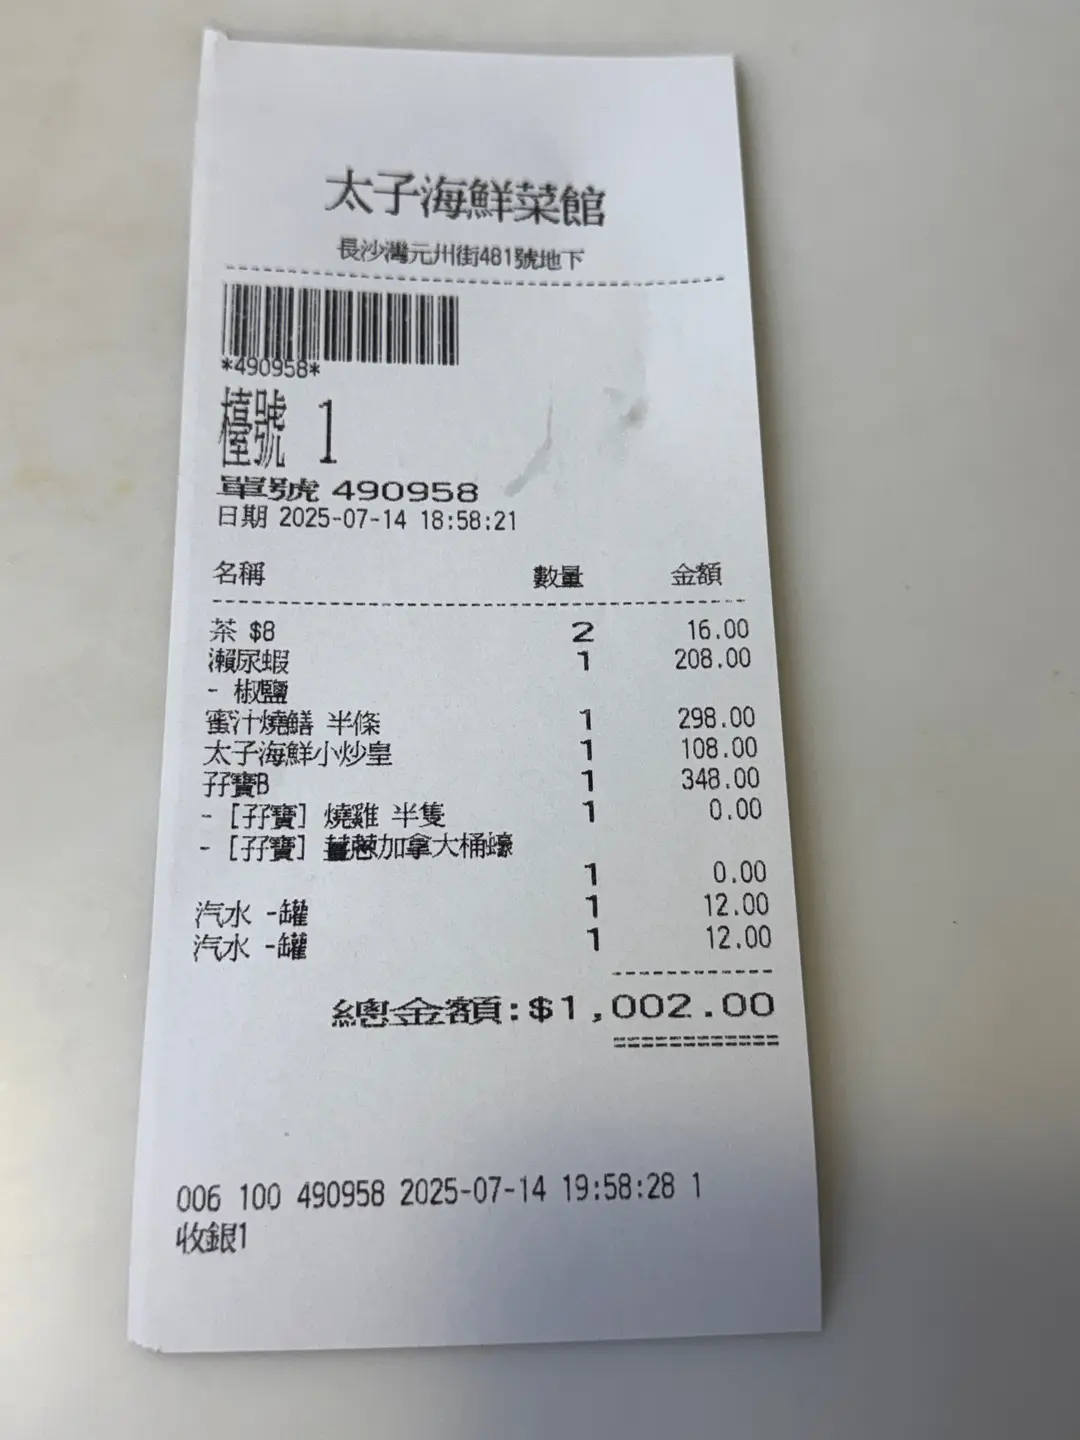 太子海鮮菜館
長沙灣元州街481號地下
*490958*
檯號 1
單號 490958
日期 2025-07-14 18:58:21
名稱 數量 金額
茶 $8 2 16.00
瀨尿蝦 1 208.00
- 椒鹽
蜜汁燒鱔 半條 1 298.00
太子海鮮小炒皇 1 108.00
孖寶B 1 348.00
- [孖寶] 燒雞 半隻 1 0.00
- [孖寶] 薑蔥加拿大桶蠔
1 0.00
汽水 -罐 1 12.00
汽水 -罐 1 12.00
總金額:$1,002.00
006 100 490958 2025-07-14 19:58:28 1
收銀1